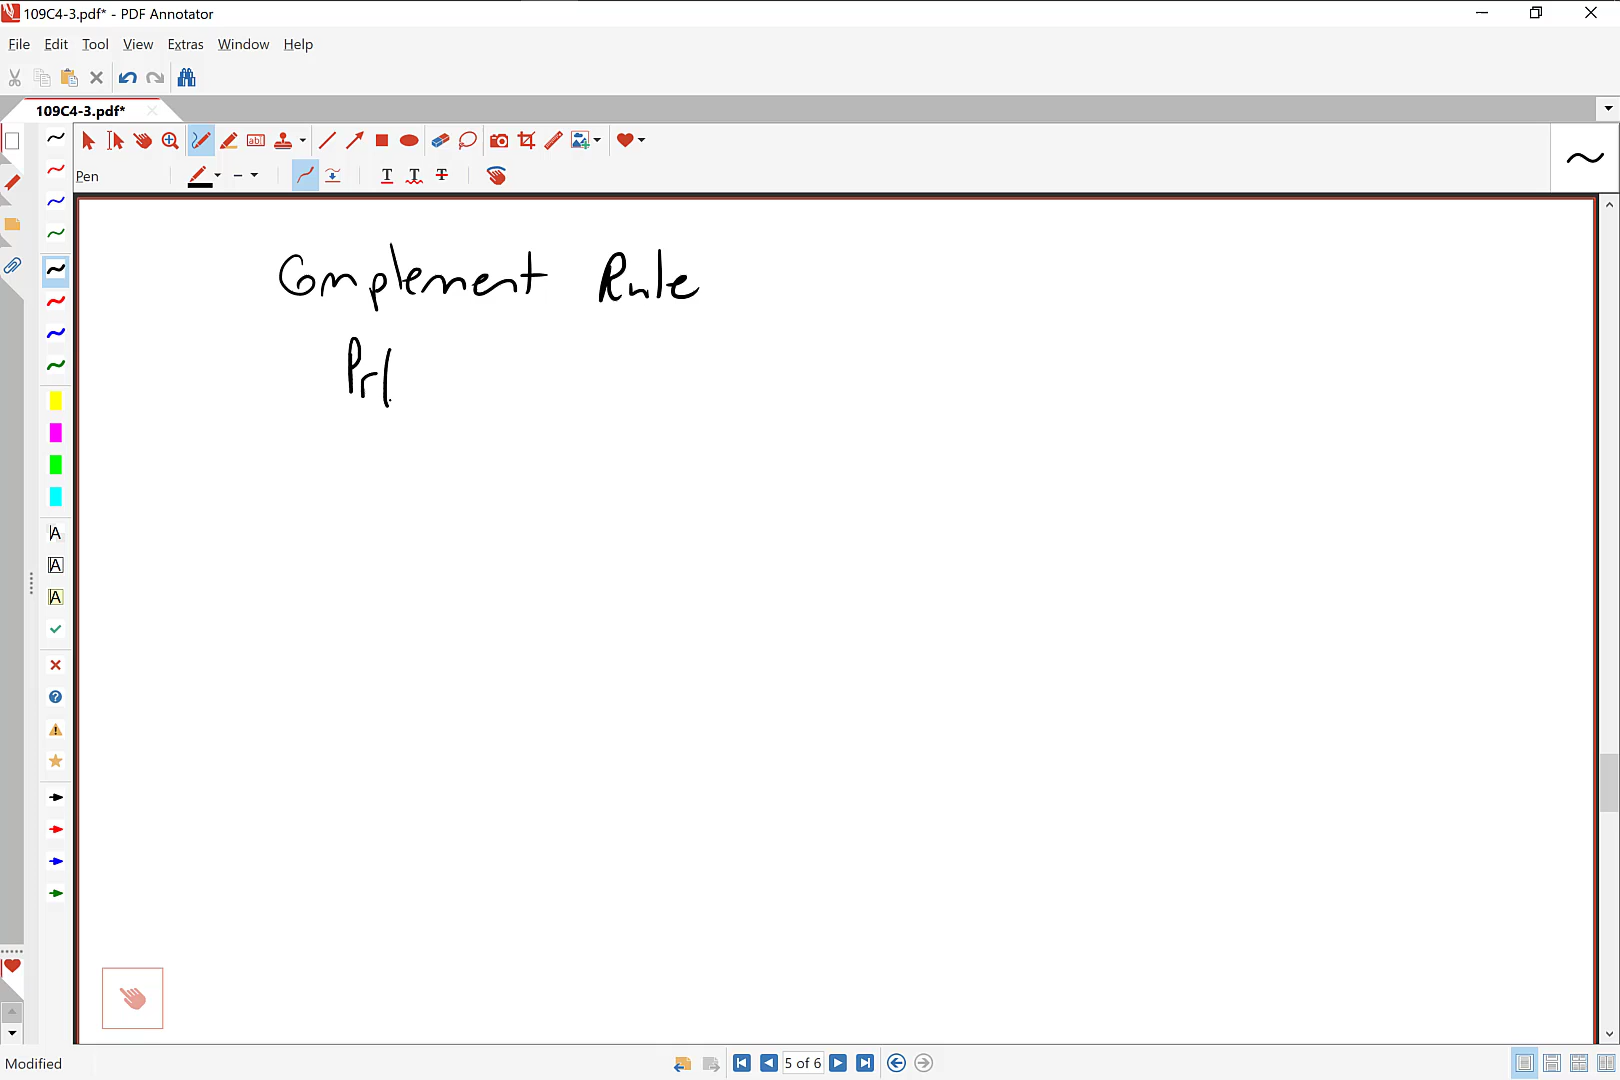 109C4-3.pdf* - PDF Annotator
File Edit Tool View Extras Window Help
109C4-3.pdf*
Pen
Complement Rule
Pr(
Modified
5 of 6